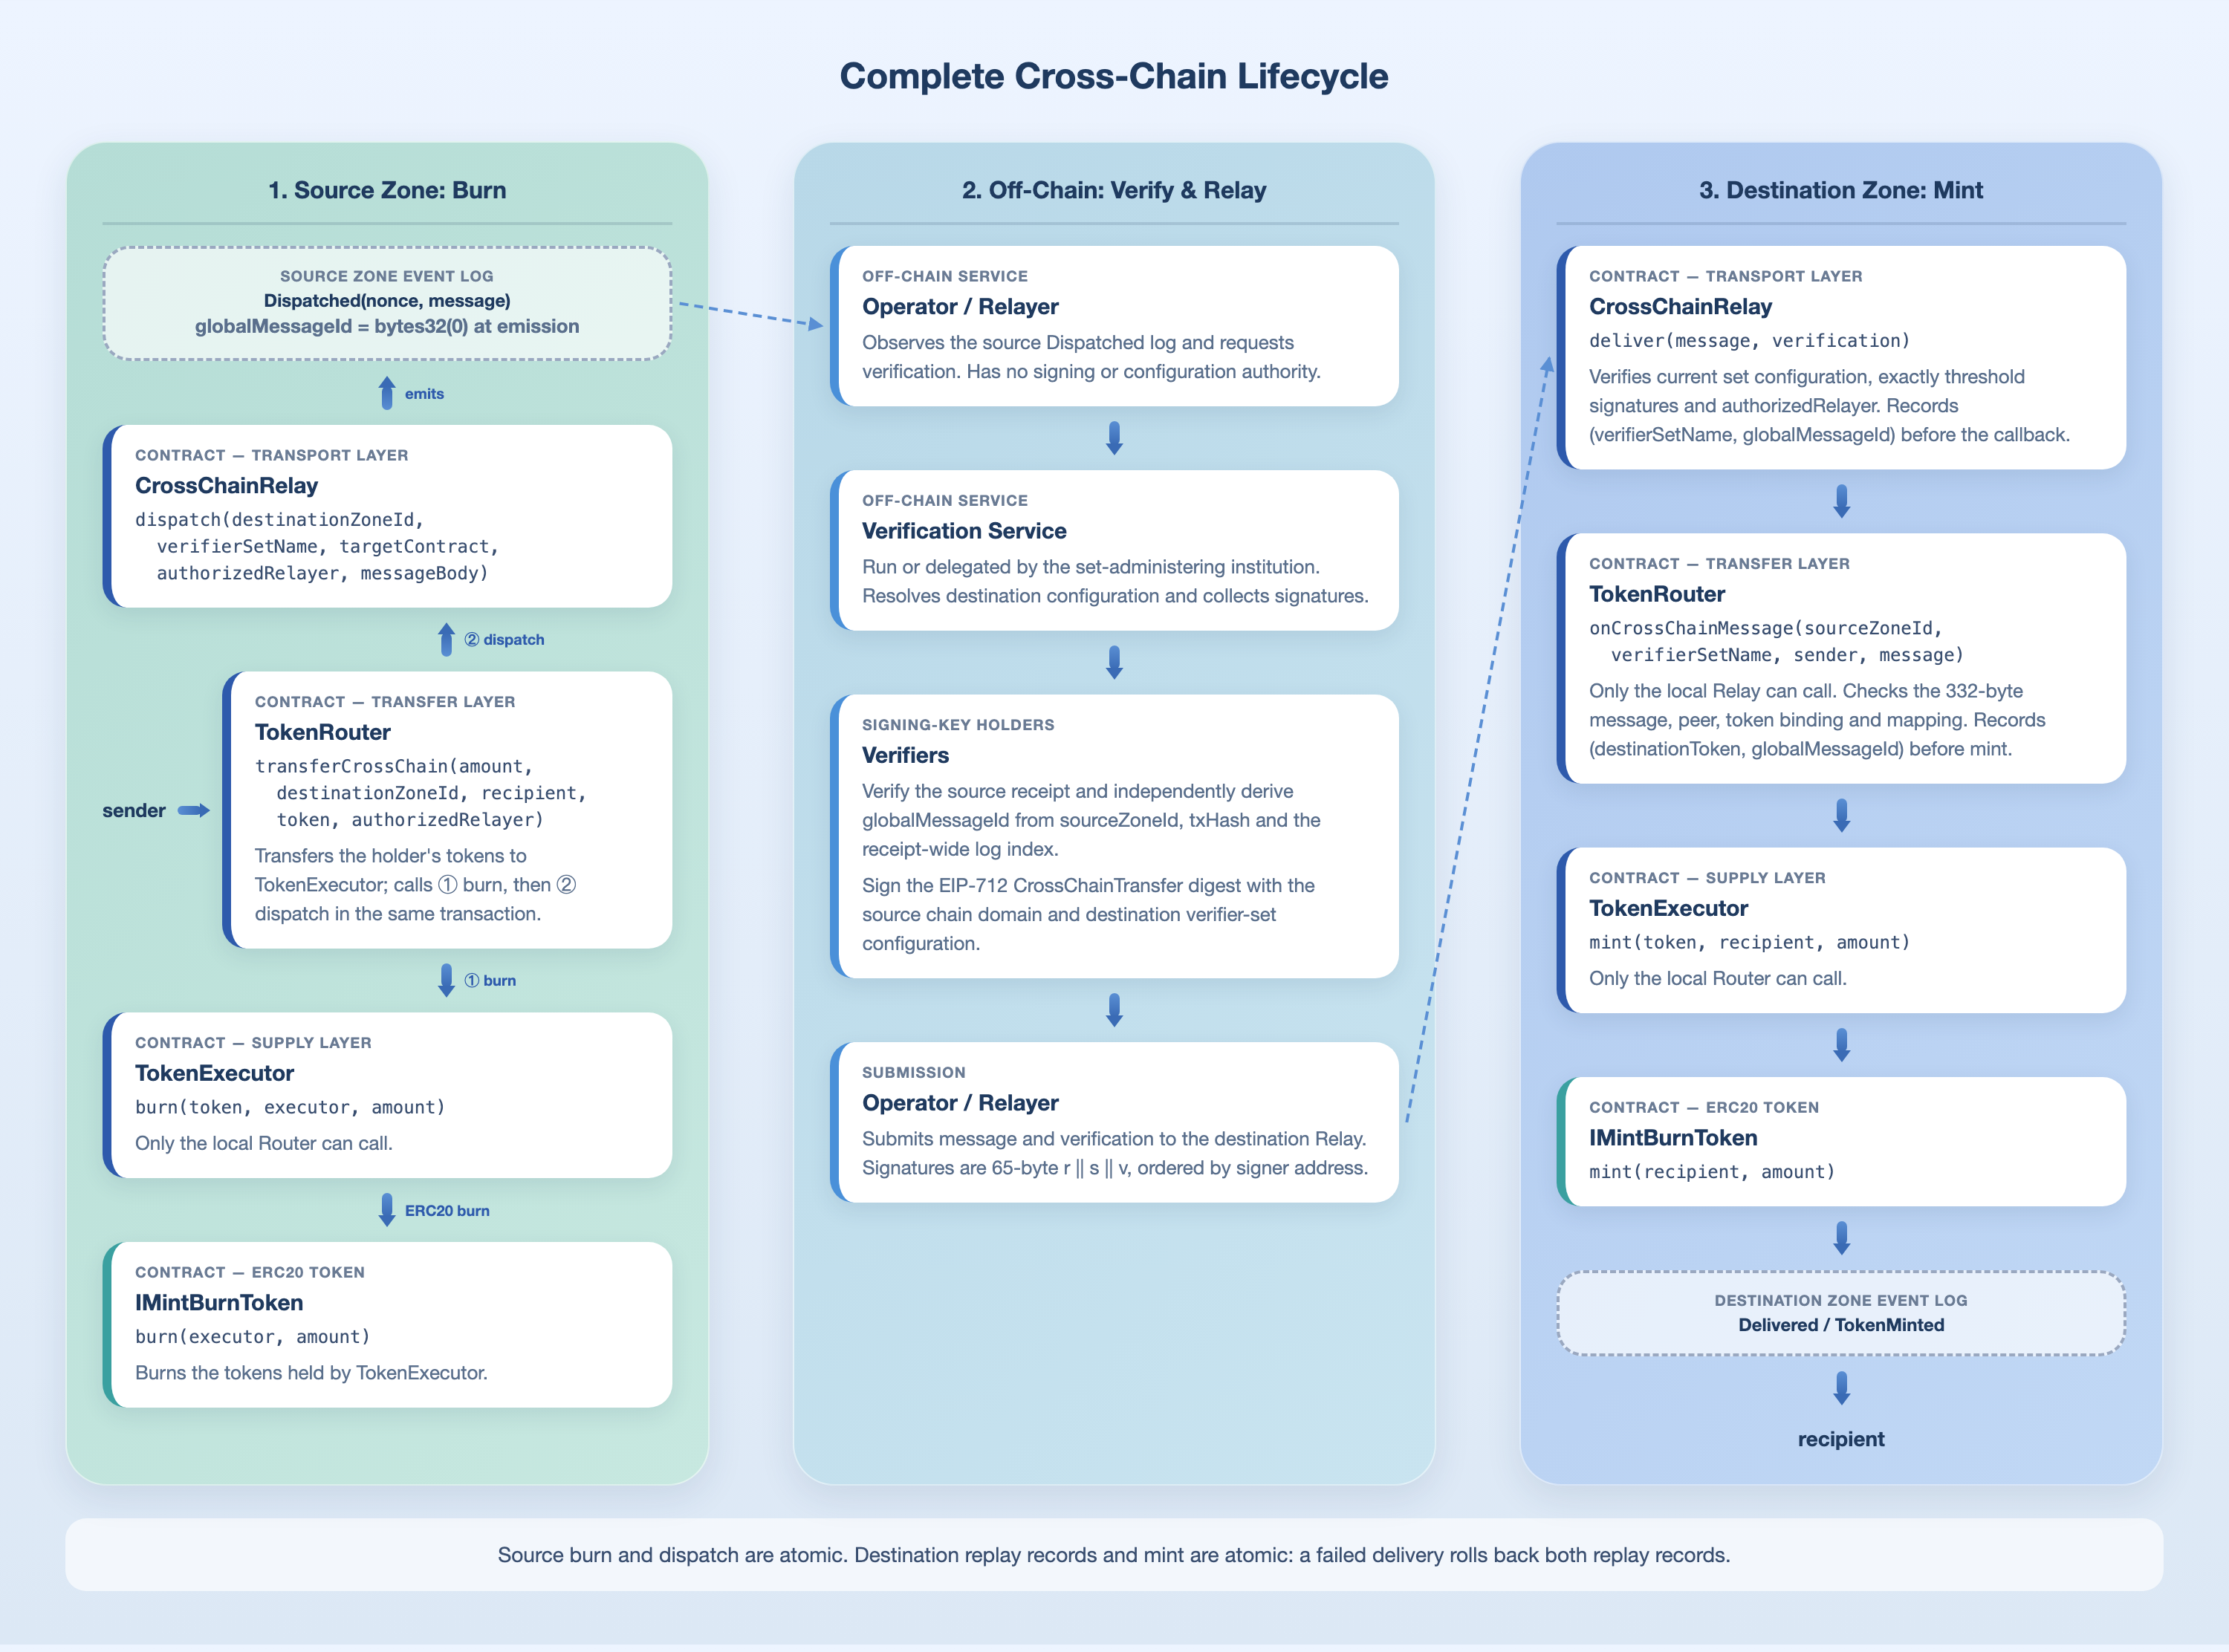 Complete Cross-Chain Lifecycle
1. Source Zone: Burn
SOURCE ZONE EVENT LOG
Dispatched(nonce, message)
globalMessageId = bytes32(0) at emission
emits
CONTRACT — TRANSPORT LAYER
CrossChainRelay
dispatch(destinationZoneId,
verifierSetName, targetContract,
authorizedRelayer, messageBody)
② dispatch
CONTRACT — TRANSFER LAYER
TokenRouter
transferCrossChain(amount,
destinationZoneId, recipient,
token, authorizedRelayer)
sender
Transfers the holder's tokens to
TokenExecutor; calls ① burn, then ②
dispatch in the same transaction.
① burn
CONTRACT — SUPPLY LAYER
TokenExecutor
burn(token, executor, amount)
Only the local Router can call.
ERC20 burn
CONTRACT — ERC20 TOKEN
IMintBurnToken
burn(executor, amount)
Burns the tokens held by TokenExecutor.
2. Off-Chain: Verify & Relay
OFF-CHAIN SERVICE
Operator / Relayer
Observes the source Dispatched log and requests
verification. Has no signing or configuration authority.
OFF-CHAIN SERVICE
Verification Service
Run or delegated by the set-administering institution.
Resolves destination configuration and collects signatures.
SIGNING-KEY HOLDERS
Verifiers
Verify the source receipt and independently derive
globalMessageId from sourceZoneId, txHash and the
receipt-wide log index.
Sign the EIP-712 CrossChainTransfer digest with the
source chain domain and destination verifier-set
configuration.
SUBMISSION
Operator / Relayer
Submits message and verification to the destination Relay.
Signatures are 65-byte r || s || v, ordered by signer address.
3. Destination Zone: Mint
CONTRACT — TRANSPORT LAYER
CrossChainRelay
deliver(message, verification)
Verifies current set configuration, exactly threshold
signatures and authorizedRelayer. Records
(verifierSetName, globalMessageId) before the callback.
CONTRACT — TRANSFER LAYER
TokenRouter
onCrossChainMessage(sourceZoneId,
verifierSetName, sender, message)
Only the local Relay can call. Checks the 332-byte
message, peer, token binding and mapping. Records
(destinationToken, globalMessageId) before mint.
CONTRACT — SUPPLY LAYER
TokenExecutor
mint(token, recipient, amount)
Only the local Router can call.
CONTRACT — ERC20 TOKEN
IMintBurnToken
mint(recipient, amount)
DESTINATION ZONE EVENT LOG
Delivered / TokenMinted
recipient
Source burn and dispatch are atomic. Destination replay records and mint are atomic: a failed delivery rolls back both replay records.